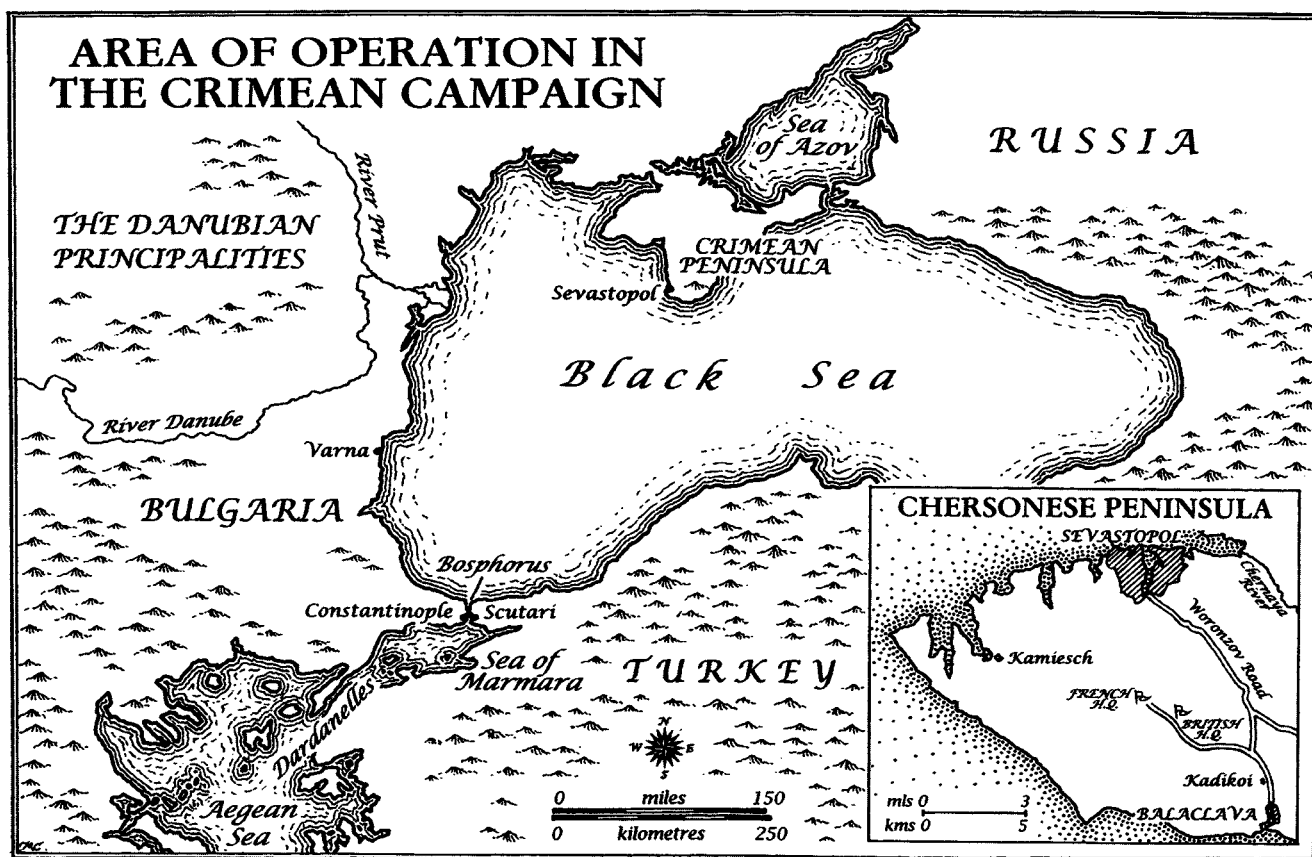 AREA OF OPERATION IN
THE CRIMEAN CAMPAIGN
Sea
of Azov
RUSSIA
River Prut
THE DANUBIAN
PRINCIPALITIES
CRIMEAN
PENINSULA
Sevastopol
Black Sea
River Danube
Varna
BULGARIA
Bosphorus
Constantinople
Scutari
Sea of
Marmara
TURKEY
Dardanelles
Aegean
Sea
N
W E
S
0 miles 150
0 kilometres 250
CHERSONESE PENINSULA
SEVASTOPOL
Chernaya
River
Woronzov Road
Kamiesch
FRENCH
H.Q.
BRITISH
H.Q.
Kadikoi
mls 0 3
kms 0 5
BALACLAVA